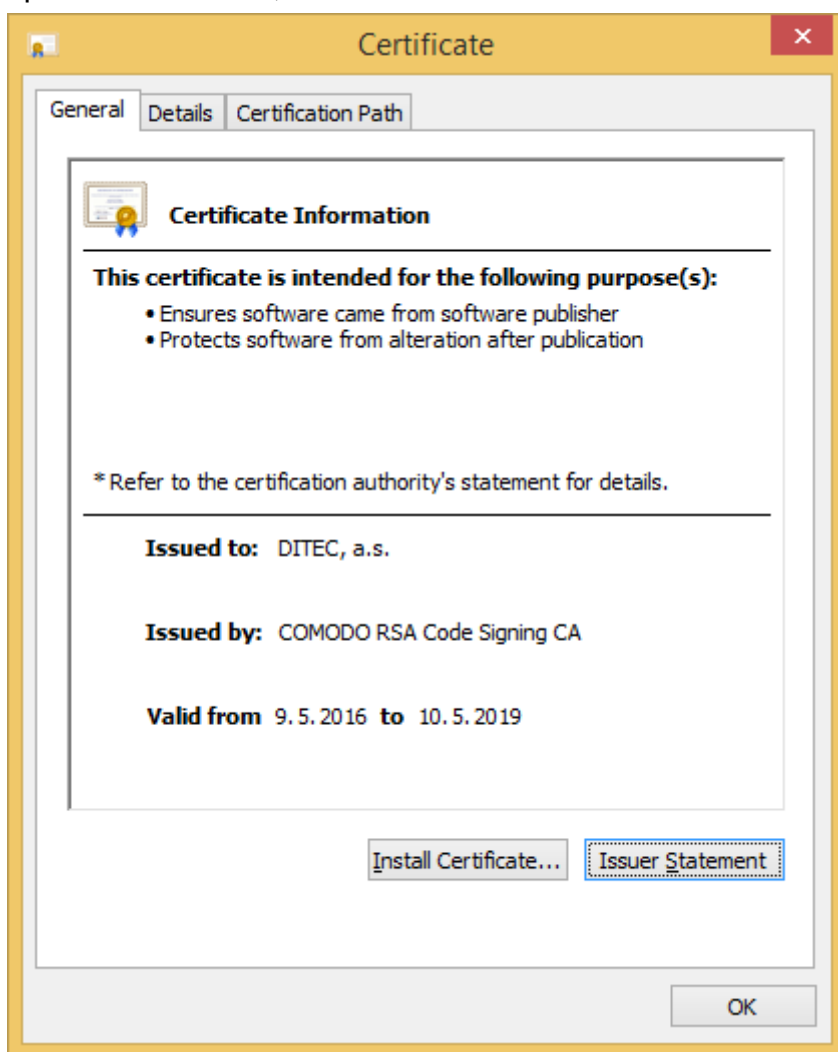 Certificate
General Details Certification Path
Certificate Information
This certificate is intended for the following purpose(s):
• Ensures software came from software publisher
• Protects software from alteration after publication
* Refer to the certification authority's statement for details.
Issued to: DITEC, a.s.
Issued by: COMODO RSA Code Signing CA
Valid from 9. 5. 2016 to 10. 5. 2019
Install Certificate... Issuer Statement
OK